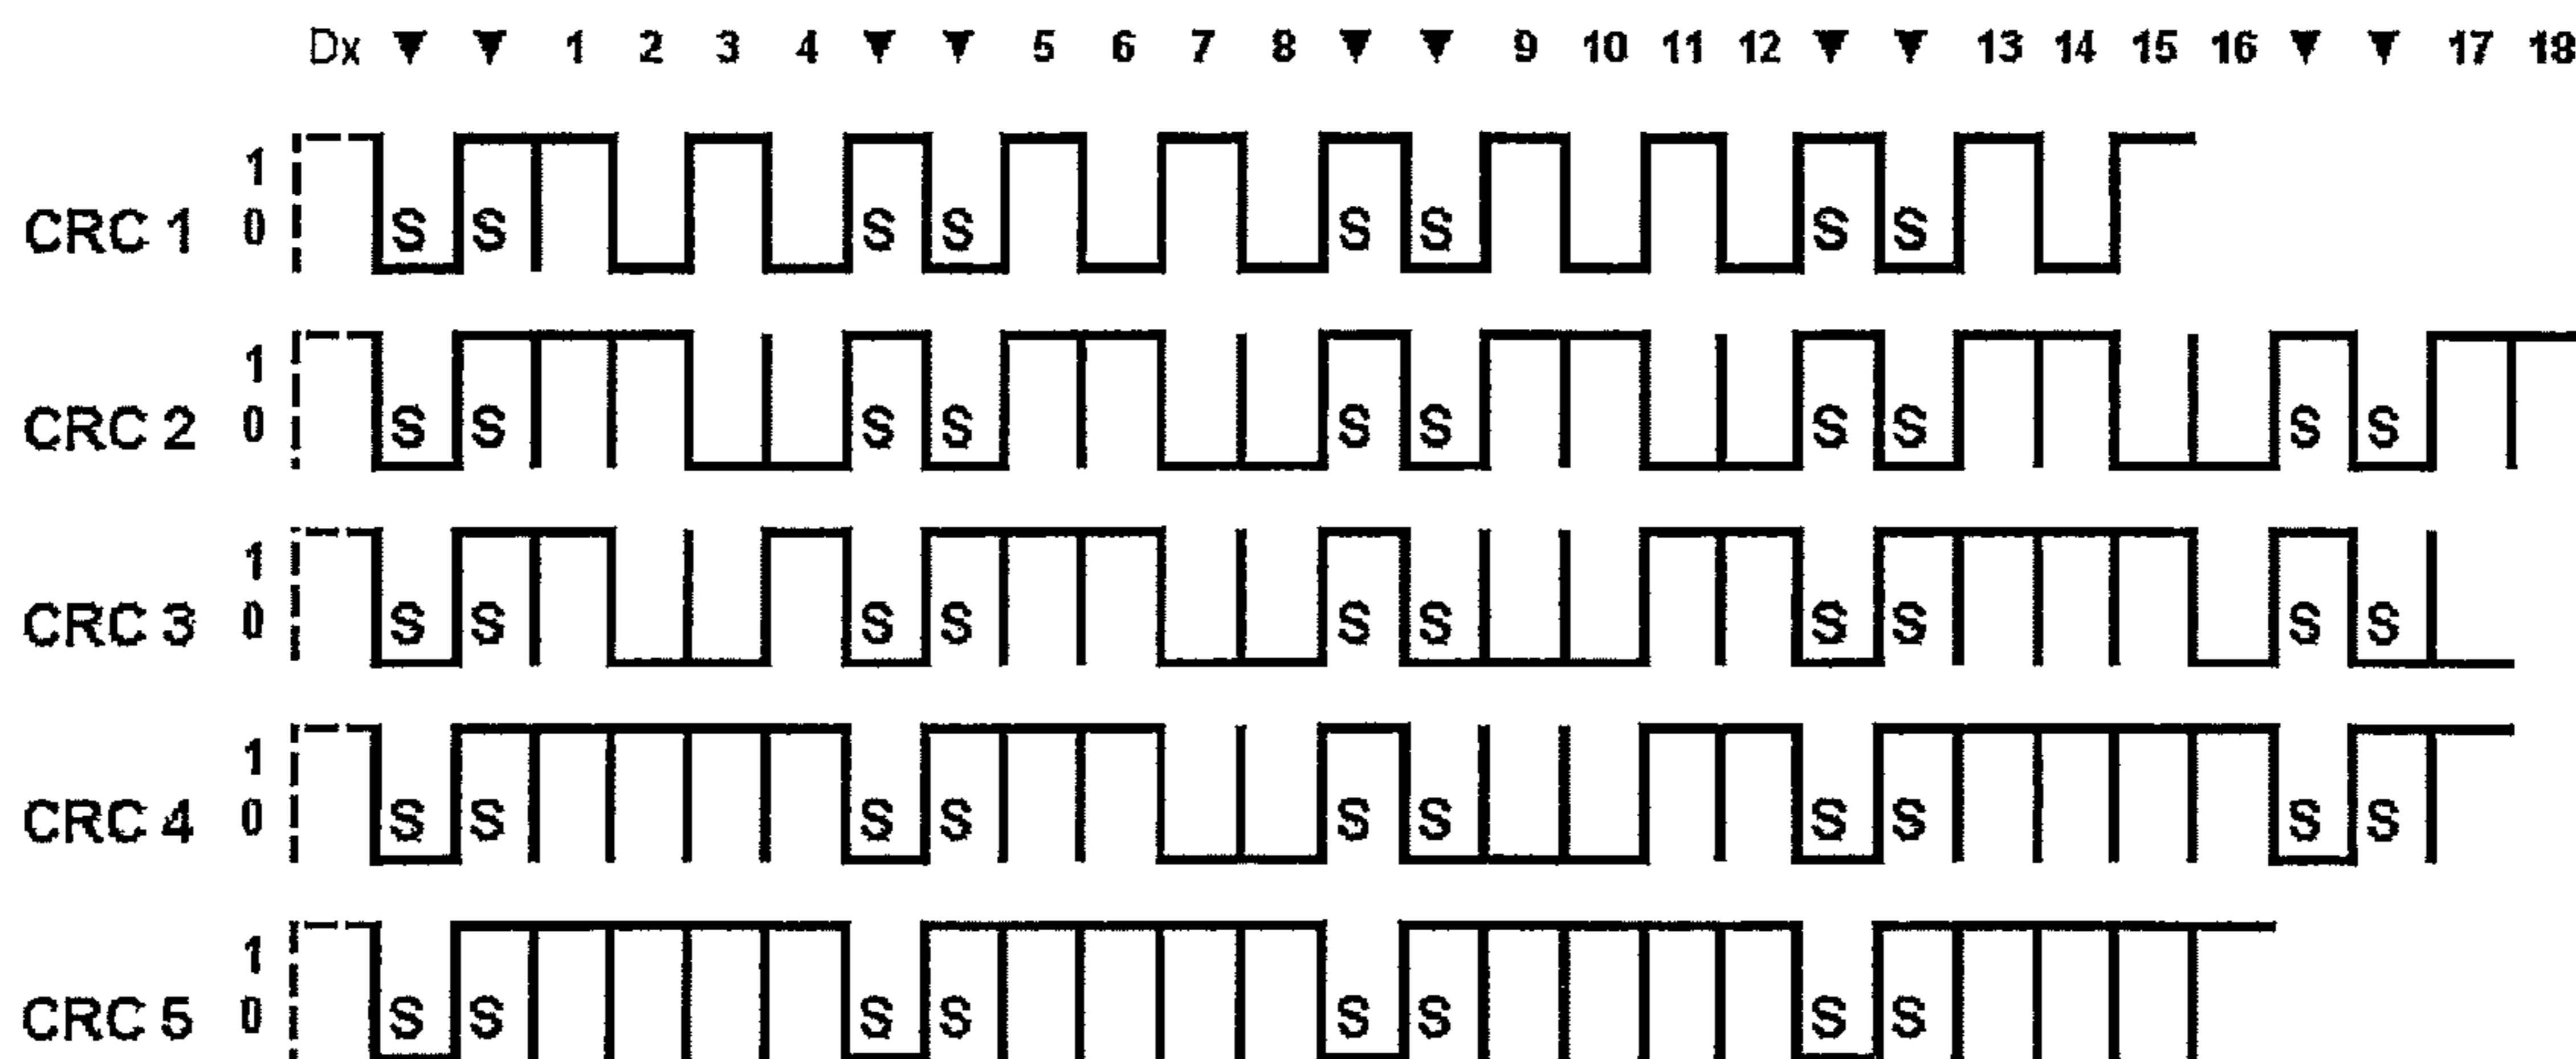 Dx ▼ ▼ 1 2 3 4 ▼ ▼ 5 6 7 8 ▼ ▼ 9 10 11 12 ▼ ▼ 13 14 15 16 ▼ ▼ 17 18
1
CRC 1 0 S S S S S S S S
1
CRC 2 0 S S S S S S S S S S
1
CRC 3 0 S S S S S S S S S S
1
CRC 4 0 S S S S S S S S S S
1
CRC 5 0 S S S S S S S S